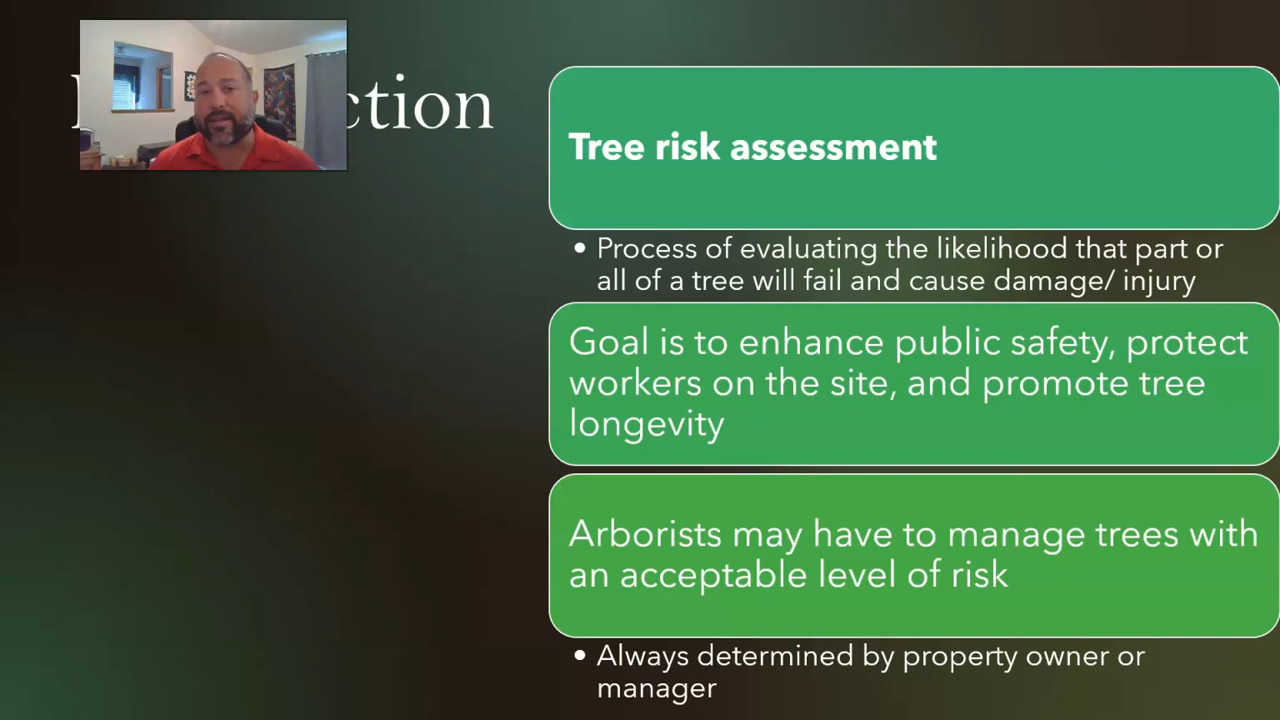 ction
Tree risk assessment
• Process of evaluating the likelihood that part or
all of a tree will fail and cause damage/ injury
Goal is to enhance public safety, protect
workers on the site, and promote tree
longevity
Arborists may have to manage trees with
an acceptable level of risk
• Always determined by property owner or
manager